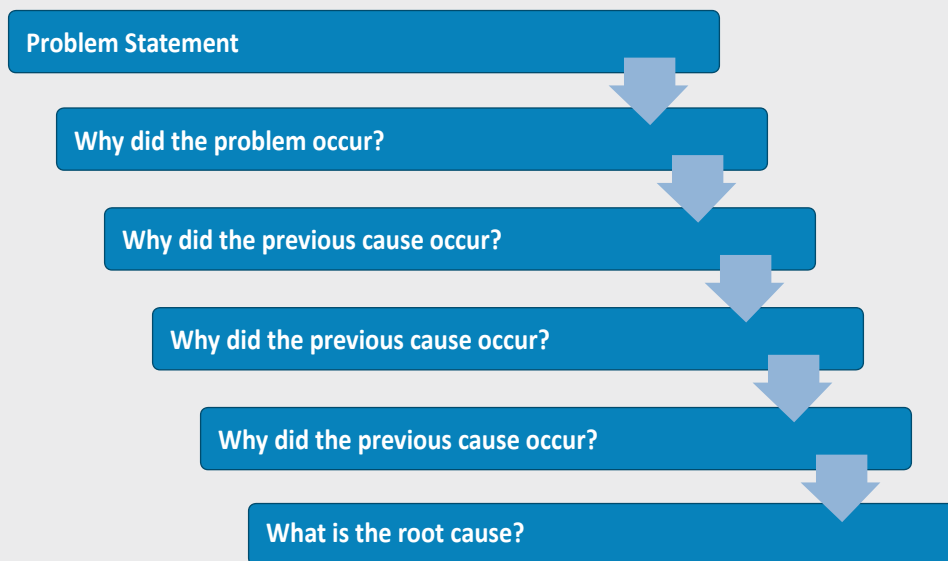 Problem Statement
Why did the problem occur?
Why did the previous cause occur?
Why did the previous cause occur?
Why did the previous cause occur?
What is the root cause?